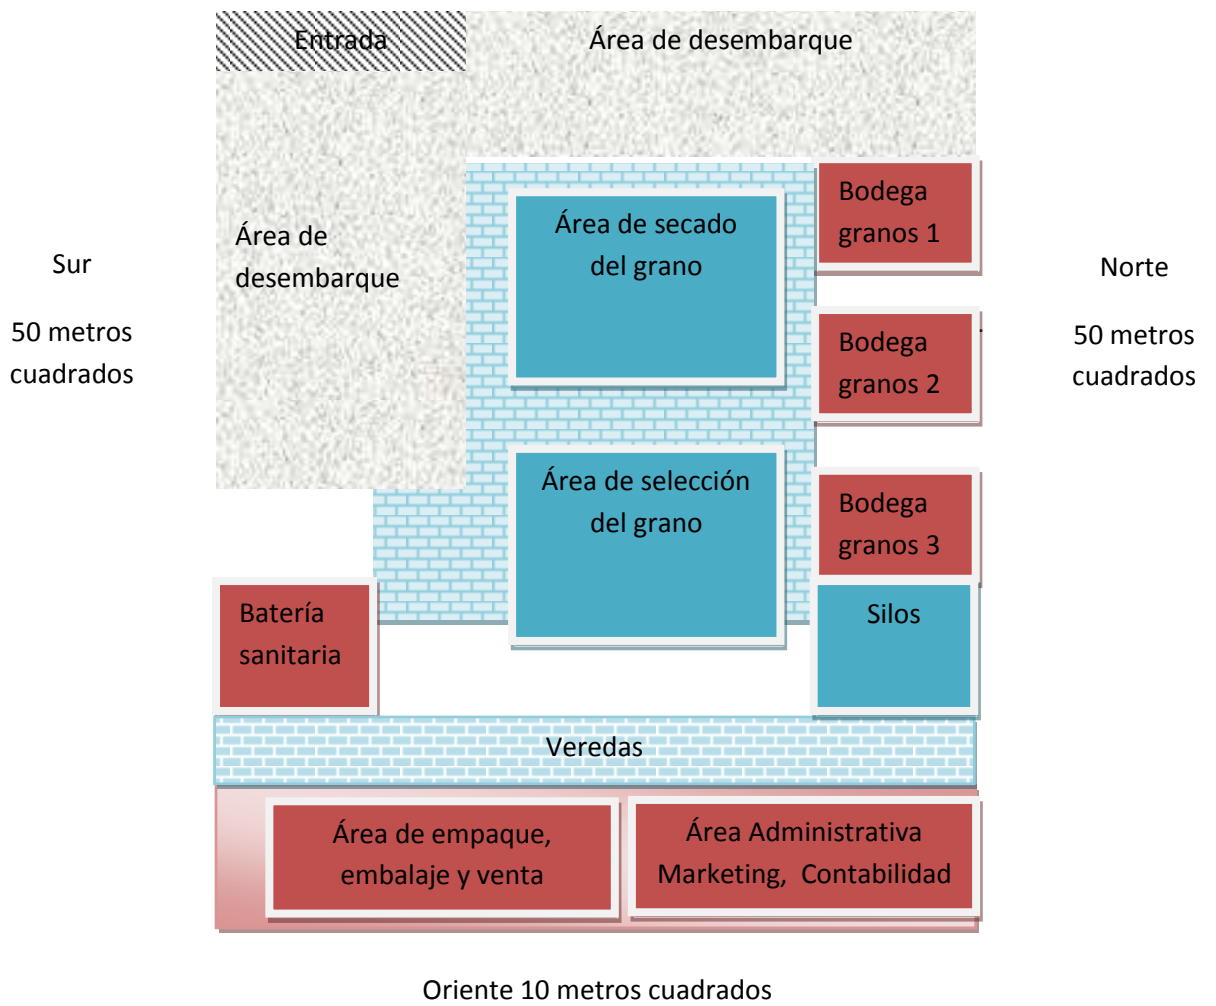 Entrada
Área de desembarque
Área de
desembarque
Sur
50 metros
cuadrados
Área de secado
del grano
Bodega
granos 1
Norte
50 metros
cuadrados
Bodega
granos 2
Área de selección
del grano
Bodega
granos 3
Batería
sanitaria
Silos
Veredas
Área de empaque,
embalaje y venta
Área Administrativa
Marketing, Contabilidad
Oriente 10 metros cuadrados